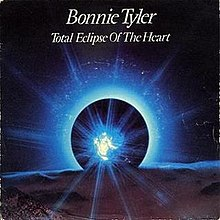 Bonnie Tyler
Total Eclipse Of The Heart